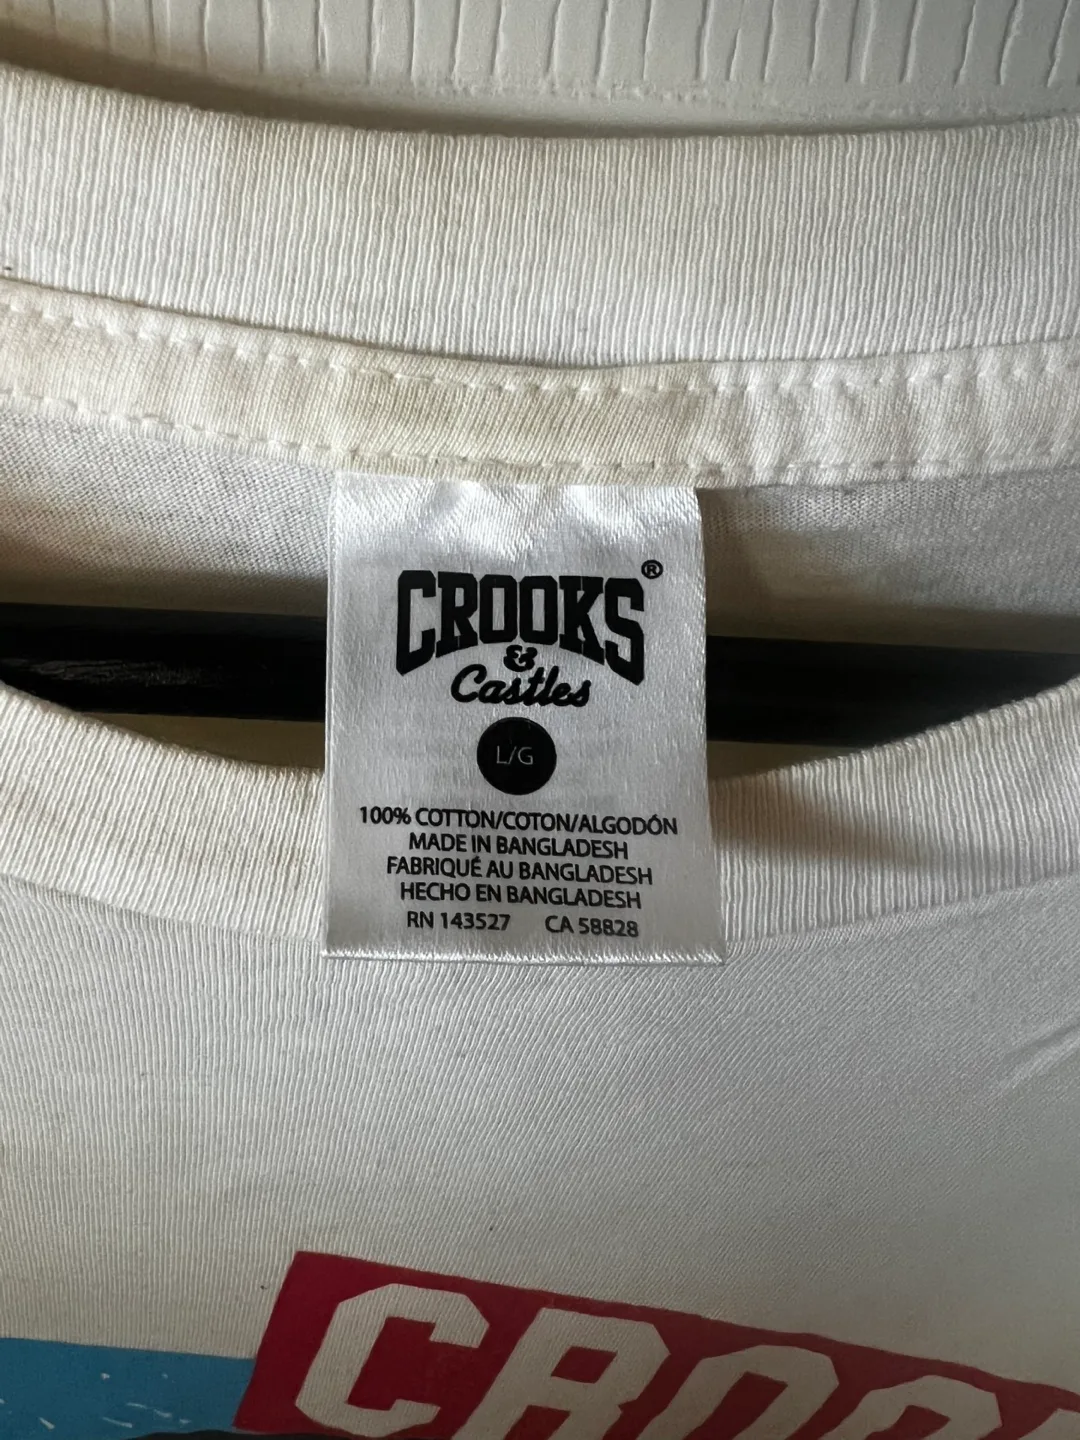 CROOKS®
&
Castles
L/G
100% COTTON/COTON/ALGODÓN
MADE IN BANGLADESH
FABRIQUÉ AU BANGLADESH
HECHO EN BANGLADESH
RN 143527 CA 58828
CROO